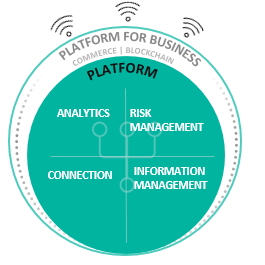 PLATFORM FOR BUSINESS
COMMERCE | BLOCKCHAIN
PLATFORM
ANALYTICS
RISK
MANAGEMENT
CONNECTION
INFORMATION
MANAGEMENT